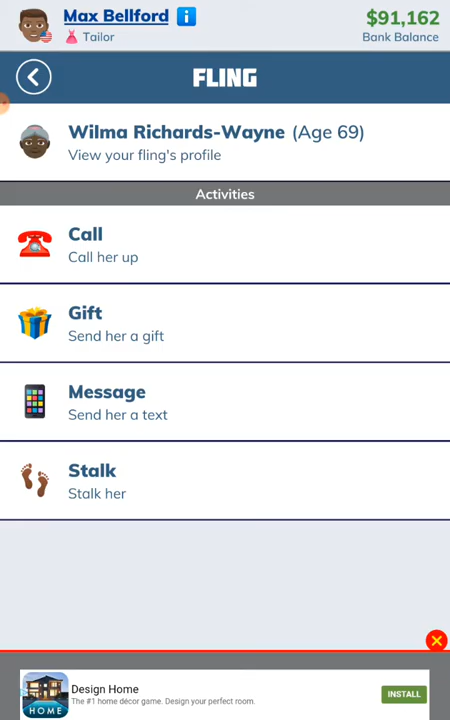 Max Bellford
Tailor
$91,162
Bank Balance
FLING
Wilma Richards-Wayne (Age 69)
View your fling's profile
Activities
Call
Call her up
Gift
Send her a gift
Message
Send her a text
Stalk
Stalk her
Design Home
The #1 home décor game. Design your perfect room.
INSTALL
HOME